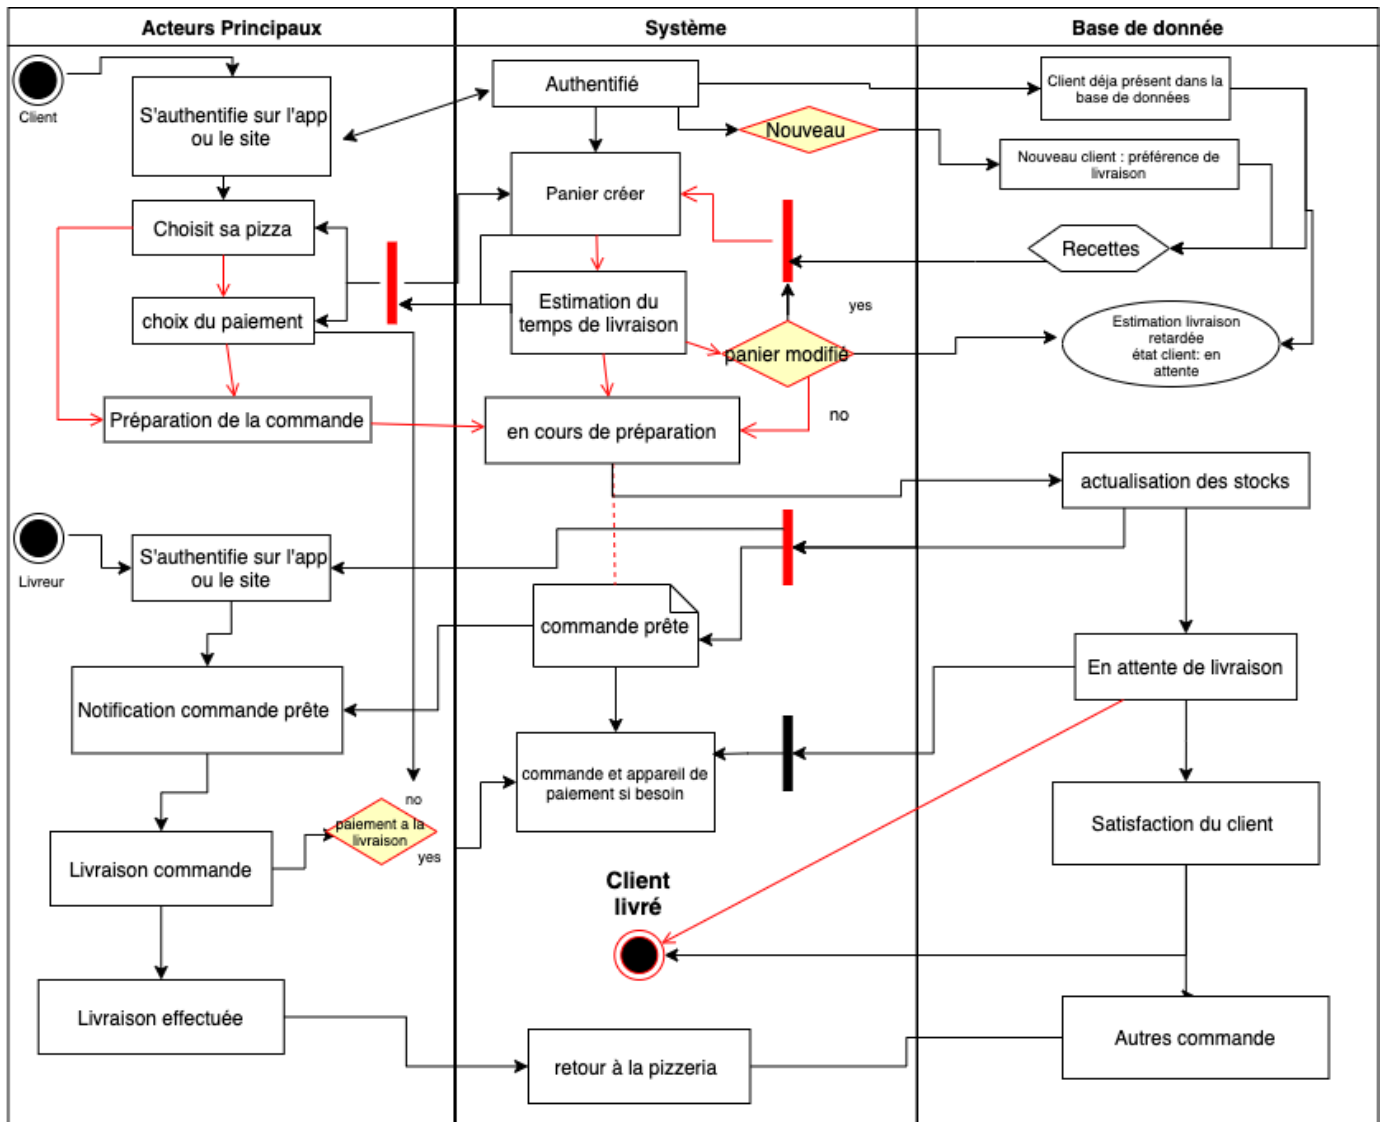 Acteurs Principaux
Système
Base de donnée
Client
S'authentifie sur l'app
ou le site
Authentifié
Nouveau
Client déja présent dans la
base de données
Nouveau client : préférence de
livraison
Choisit sa pizza
Panier créer
Recettes
choix du paiement
Estimation du
temps de livraison
yes
panier modifié
no
Estimation livraison
retardée
état client: en
attente
Préparation de la commande
en cours de préparation
actualisation des stocks
Livreur
S'authentifie sur l'app
ou le site
commande prête
En attente de livraison
Notification commande prête
commande et appareil de
paiement si besoin
no
paiement a la
livraison
yes
Satisfaction du client
Livraison commande
Client
livré
Livraison effectuée
retour à la pizzeria
Autres commande